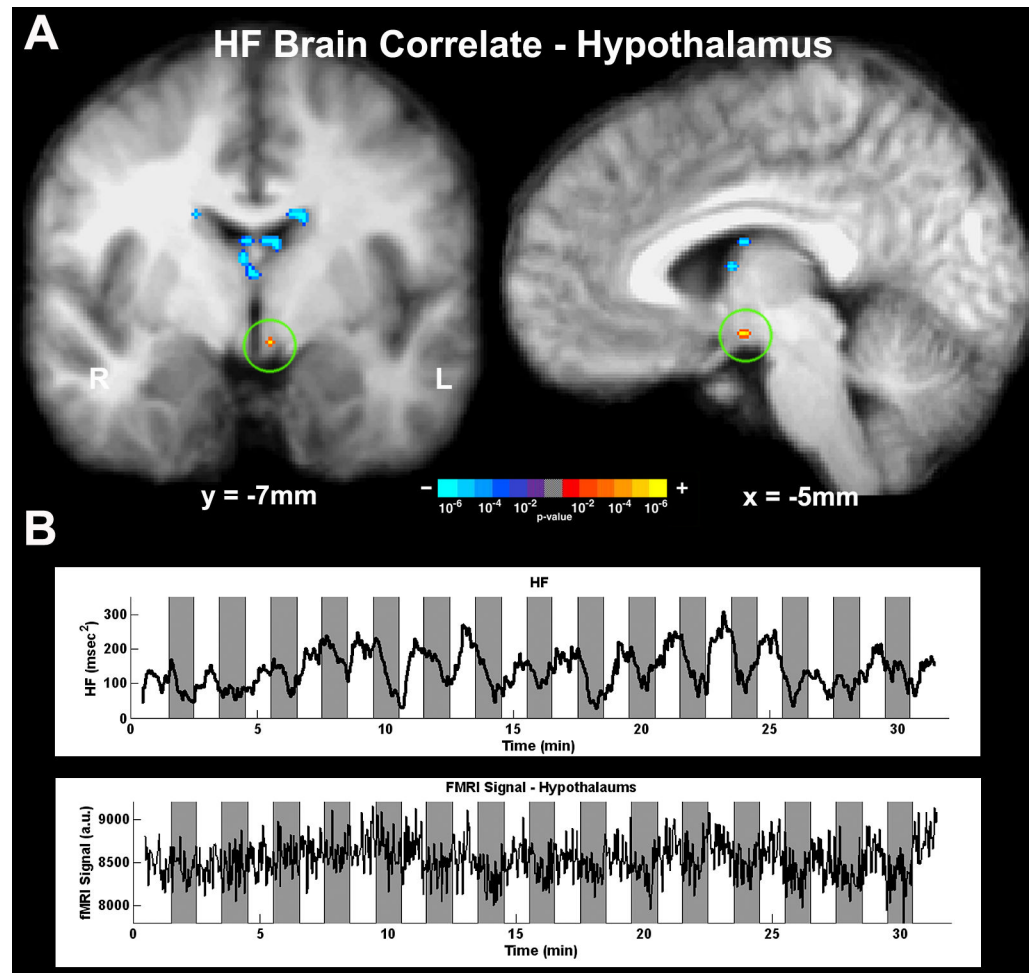 A
HF Brain Correlate - Hypothalamus
R
L
y = -7mm
− +
10-6 10-4 10-2 10-2 10-4 10-6
p-value
x = -5mm
B
HF
HF (msec2)
300
200
100
0
0 5 10 15 20 25 30
Time (min)
FMRI Signal - Hypothalaums
fMRI Signal (a.u.)
9000
8500
8000
0 5 10 15 20 25 30
Time (min)